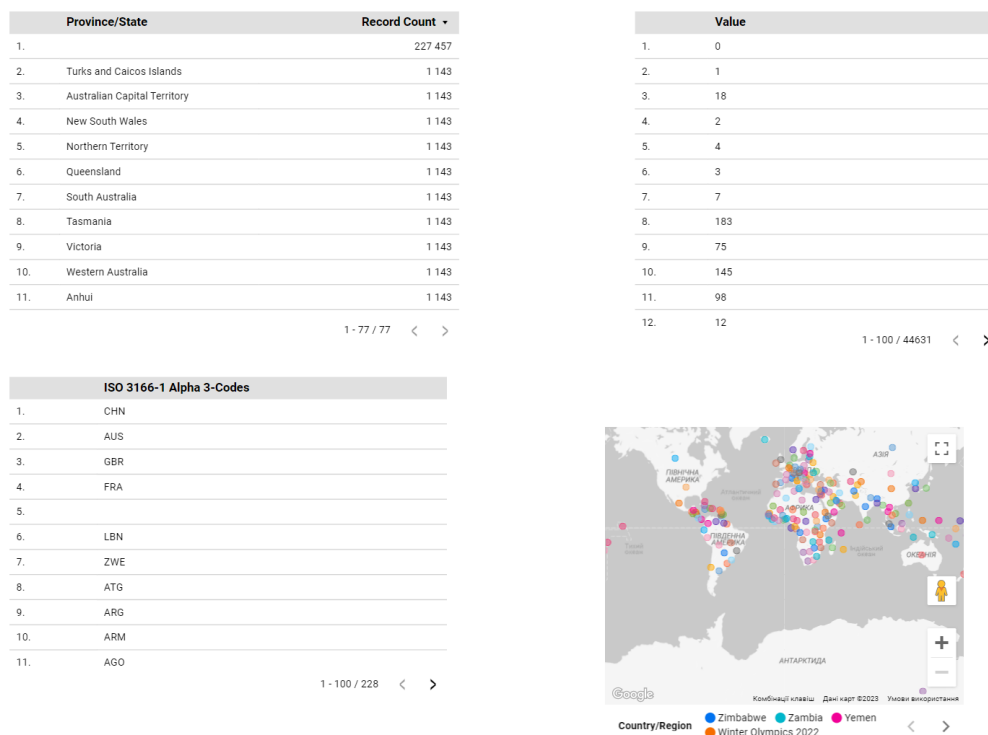 Province/State Record Count
1. 227 457
2. Turks and Caicos Islands 1 143
3. Australian Capital Territory 1 143
4. New South Wales 1 143
5. Northern Territory 1 143
6. Queensland 1 143
7. South Australia 1 143
8. Tasmania 1 143
9. Victoria 1 143
10. Western Australia 1 143
11. Anhui 1 143
1 - 77 / 77
Value
1. 0
2. 1
3. 18
4. 2
5. 4
6. 3
7. 7
8. 183
9. 75
10. 145
11. 98
12. 12
1 - 100 / 44631
ISO 3166-1 Alpha 3-Codes
1. CHN
2. AUS
3. GBR
4. FRA
5.
6. LBN
7. ZWE
8. ATG
9. ARG
10. ARM
11. AGO
1 - 100 / 228
АЗІЯ
ПІВНІЧНА
АМЕРИКА
Атлантичний
океан
АФРИКА
ПІВДЕННА
АМЕРИКА
Тихий
океан
Індійський
океан
ОКЕАНІЯ
АНТАРКТИДА
Google
Комбінації клавіш Дані карт ©2023 Умови використання
Country/Region Zimbabwe Zambia Yemen
Winter Olympics 2022